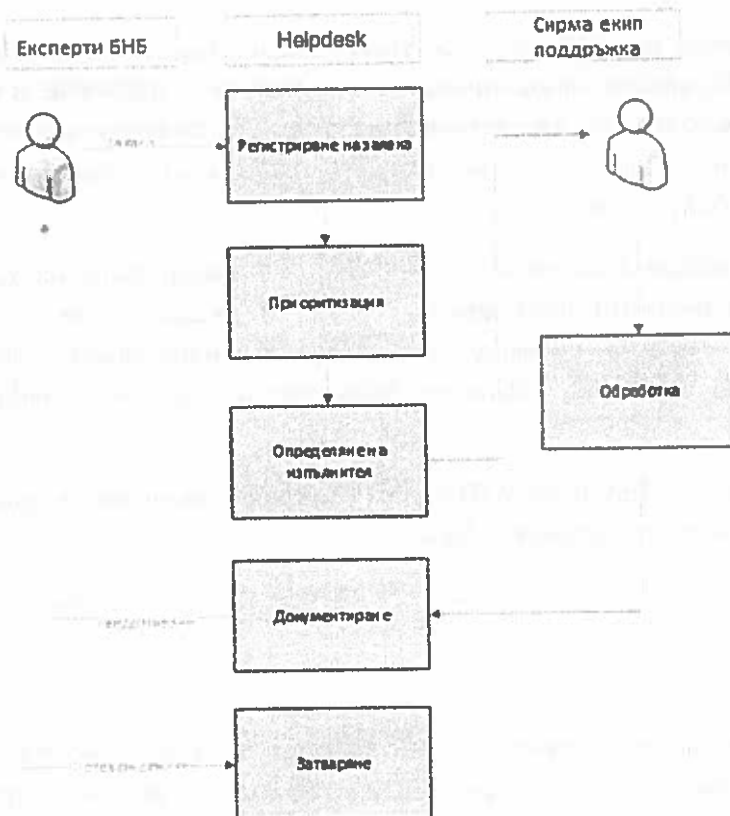 Експерти БНБ
Helpdesk
Сирма екип
поддръжка
Регистриране на заявка
Приоритизация
Обработка
Определяне на
изпълнител
Документиране
Затваряне